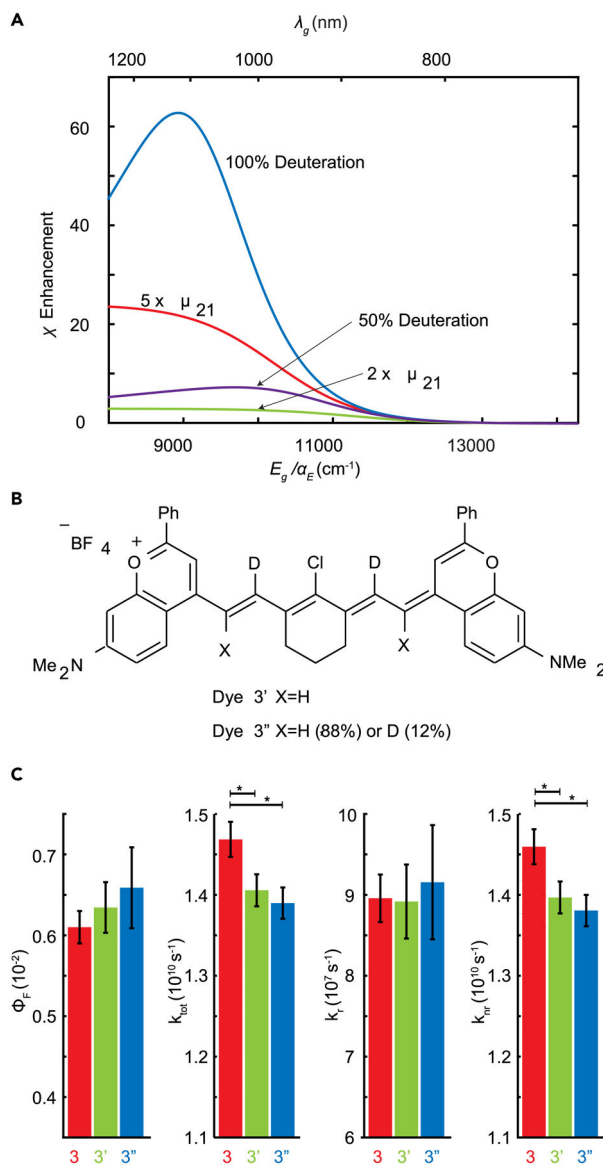 A
λg (nm)
1200 1000 800
60
40
20
0
χ Enhancement
100% Deuteration
5 x μ21
50% Deuteration
2 x μ21
9000 11000 13000
Eg/αE (cm-1)
B
Ph Ph
−
BF 4 +
O D Cl D O
X X
Me2N NMe 2
Dye 3’ X=H
Dye 3” X=H (88%) or D (12%)
C
* *
* *
0.7 1.5 10 1.5
0.6 1.4 9 1.4
1.3 8 1.3
0.5 1.2 7 1.2
0.4 1.1 6 1.1
ΦF (10-2)
ktot (1010 s-1)
kr (107 s-1)
knr (1010 s-1)
3 3’ 3” 3 3’ 3” 3 3’ 3” 3 3’ 3”